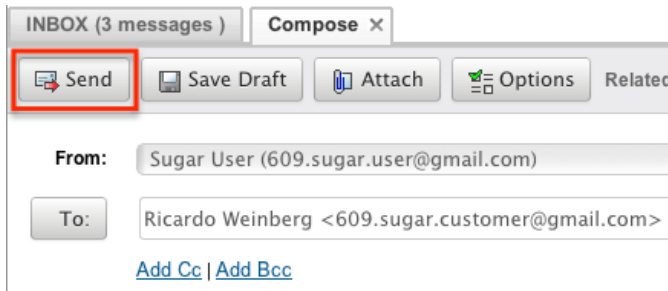 INBOX (3 messages ) Compose ×
Send Save Draft Attach Options Related
From: Sugar User (609.sugar.user@gmail.com)
To: Ricardo Weinberg <609.sugar.customer@gmail.com>
Add Cc | Add Bcc